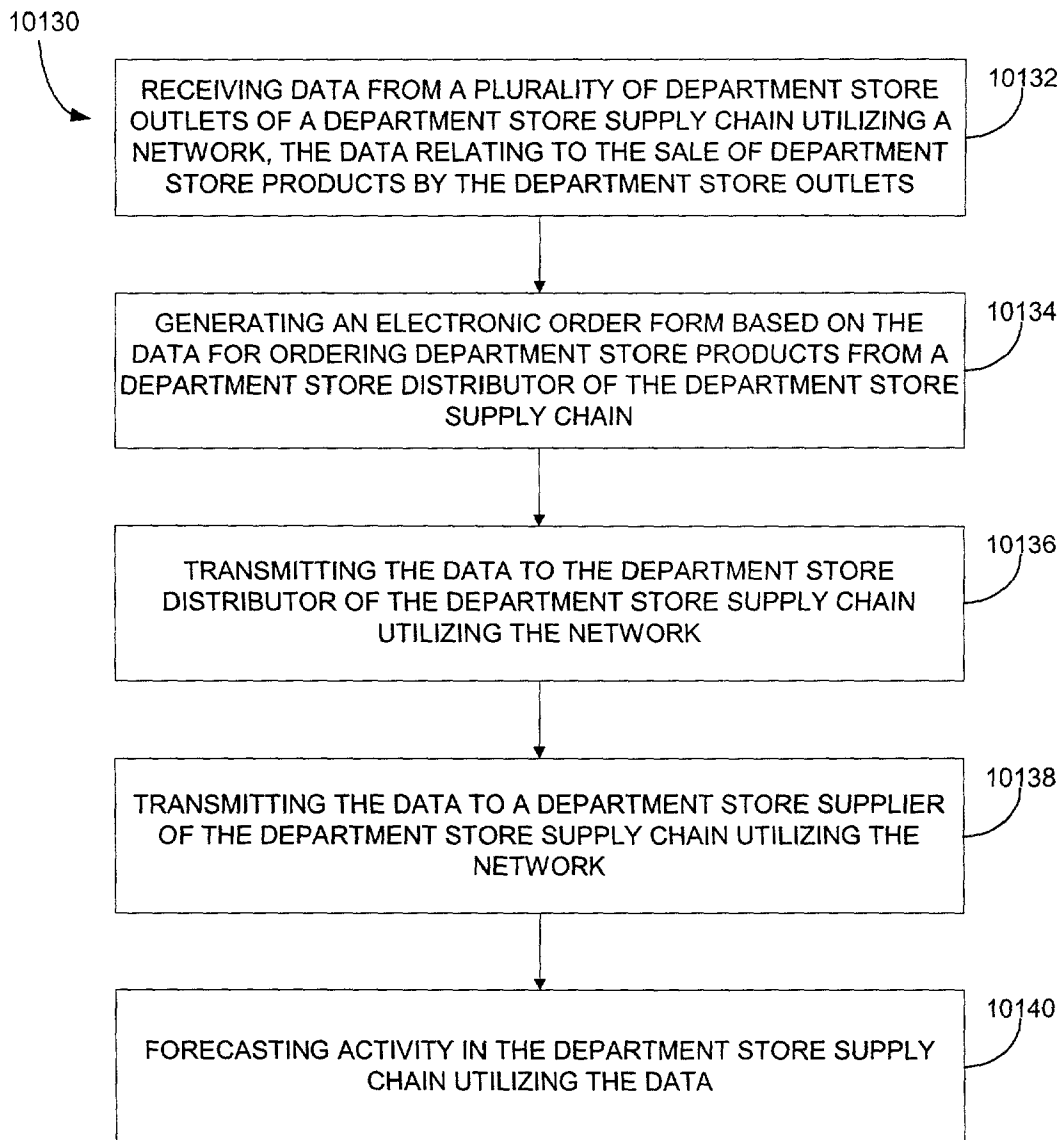 10130
10132
RECEIVING DATA FROM A PLURALITY OF DEPARTMENT STORE
OUTLETS OF A DEPARTMENT STORE SUPPLY CHAIN UTILIZING A
NETWORK, THE DATA RELATING TO THE SALE OF DEPARTMENT
STORE PRODUCTS BY THE DEPARTMENT STORE OUTLETS
10134
GENERATING AN ELECTRONIC ORDER FORM BASED ON THE
DATA FOR ORDERING DEPARTMENT STORE PRODUCTS FROM A
DEPARTMENT STORE DISTRIBUTOR OF THE DEPARTMENT STORE
SUPPLY CHAIN
10136
TRANSMITTING THE DATA TO THE DEPARTMENT STORE
DISTRIBUTOR OF THE DEPARTMENT STORE SUPPLY CHAIN
UTILIZING THE NETWORK
10138
TRANSMITTING THE DATA TO A DEPARTMENT STORE SUPPLIER
OF THE DEPARTMENT STORE SUPPLY CHAIN UTILIZING THE
NETWORK
10140
FORECASTING ACTIVITY IN THE DEPARTMENT STORE SUPPLY
CHAIN UTILIZING THE DATA